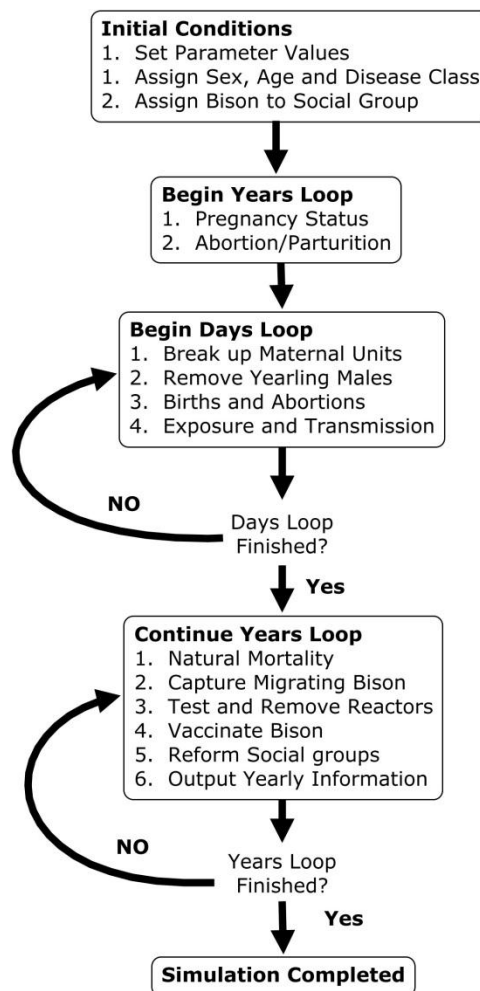 Initial Conditions
1. Set Parameter Values
1. Assign Sex, Age and Disease Class
2. Assign Bison to Social Group
Begin Years Loop
1. Pregnancy Status
2. Abortion/Parturition
Begin Days Loop
1. Break up Maternal Units
2. Remove Yearling Males
3. Births and Abortions
4. Exposure and Transmission
NO
Days Loop
Finished?
Yes
Continue Years Loop
1. Natural Mortality
2. Capture Migrating Bison
3. Test and Remove Reactors
4. Vaccinate Bison
5. Reform Social groups
6. Output Yearly Information
NO
Years Loop
Finished?
Yes
Simulation Completed